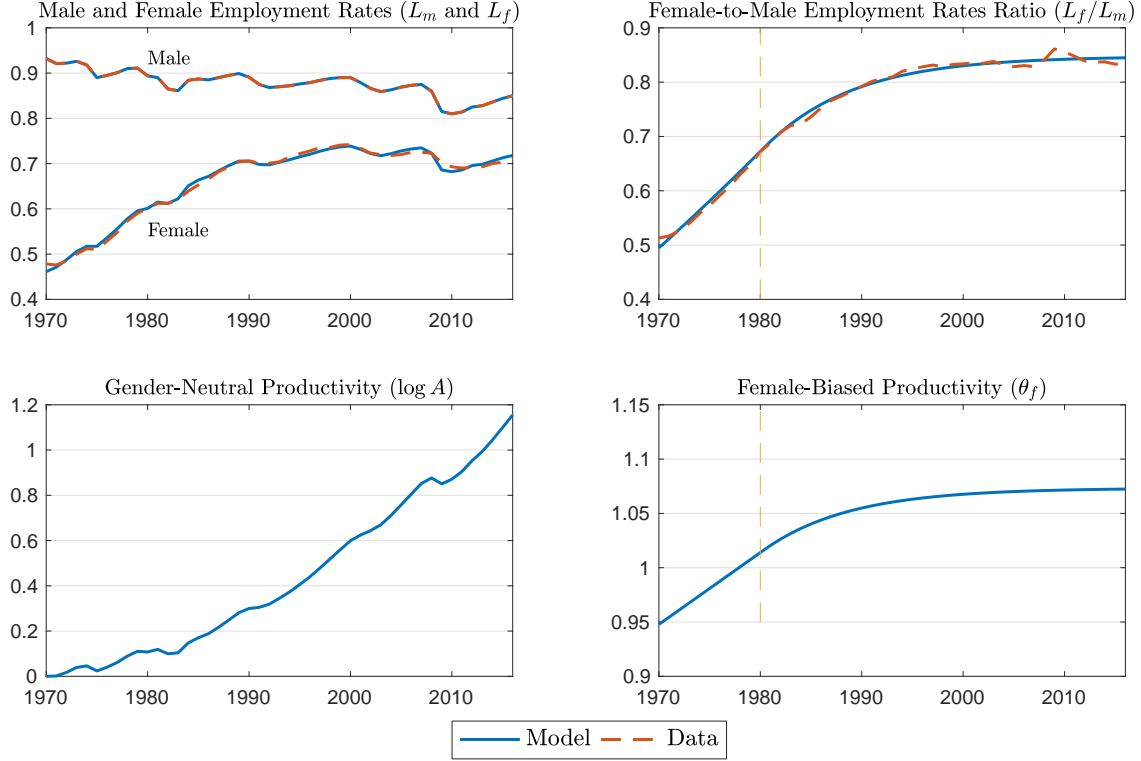 Male and Female Employment Rates (L_m and L_f)
1
0.9
0.8
0.7
0.6
0.5
0.4
Male
Female
1970 1980 1990 2000 2010
Female-to-Male Employment Rates Ratio (L_f/L_m)
0.9
0.8
0.7
0.6
0.5
0.4
1970 1980 1990 2000 2010
Gender-Neutral Productivity (log A)
1.2
1
0.8
0.6
0.4
0.2
0
1970 1980 1990 2000 2010
Female-Biased Productivity (θ_f)
1.15
1.1
1.05
1
0.95
0.9
1970 1980 1990 2000 2010
Model Data